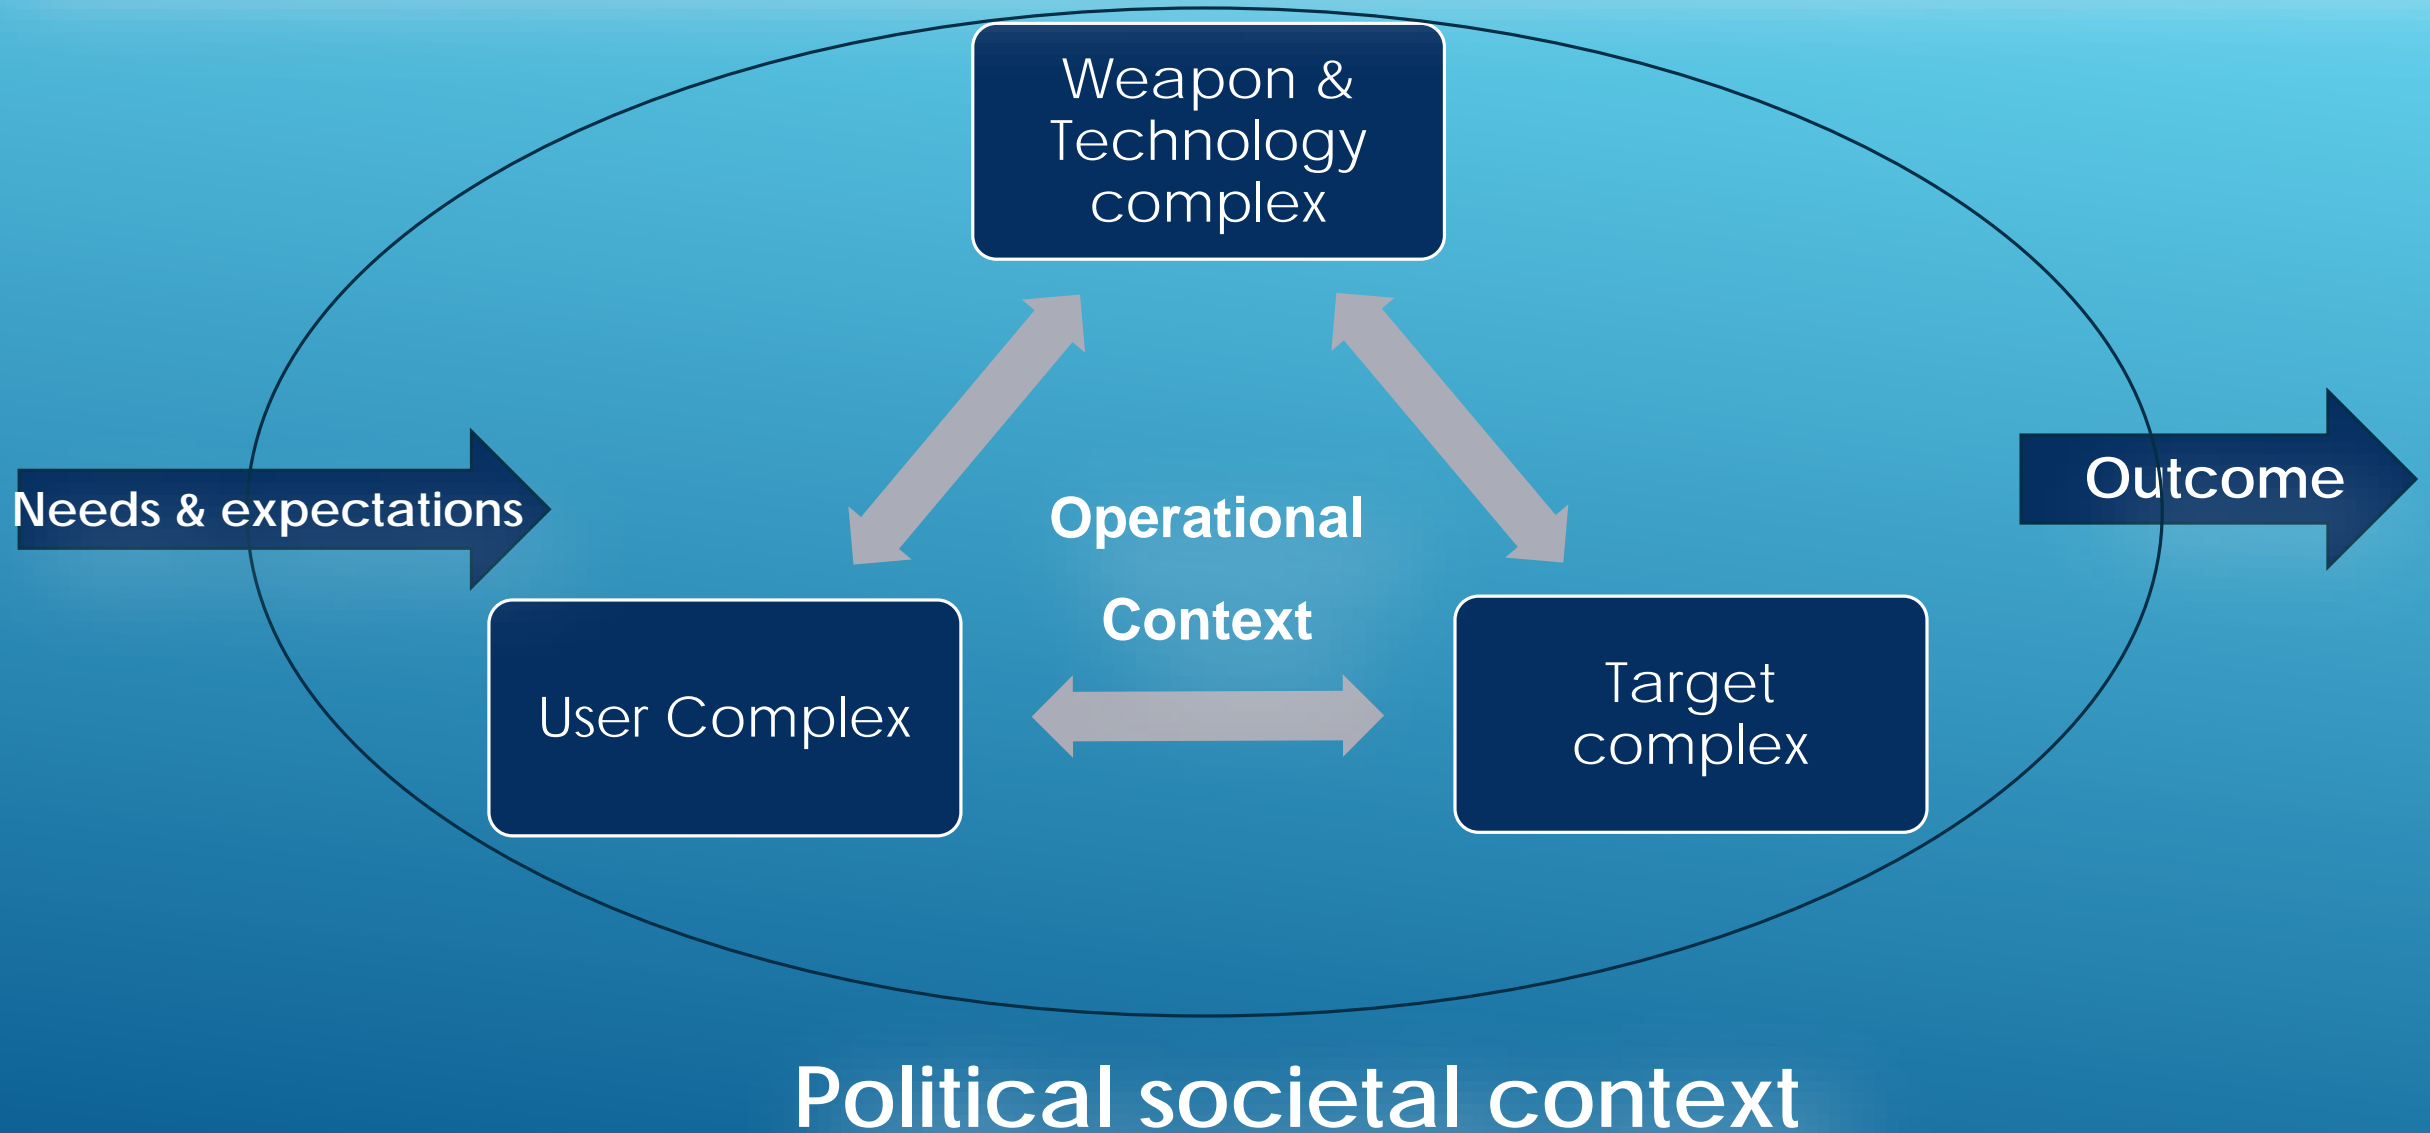 Weapon &
Technology
complex
Needs & expectations
Outcome
Operational
Context
User Complex
Target
complex
Political societal context